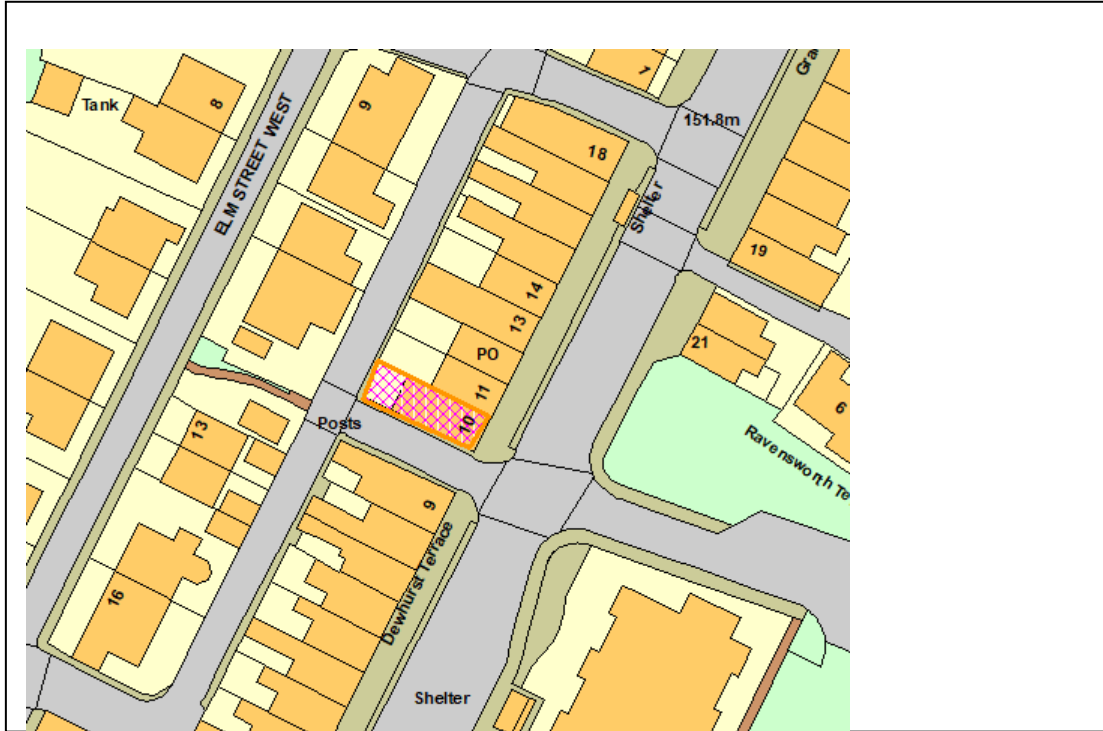 7
Gra
Tank
8
9
151.8m
ELM STREET WEST
18
Shelter
19
14
13
PO
21
11
6
10
Posts
13
Ravensworth Te
9
Dewhurst Terrace
16
Shelter